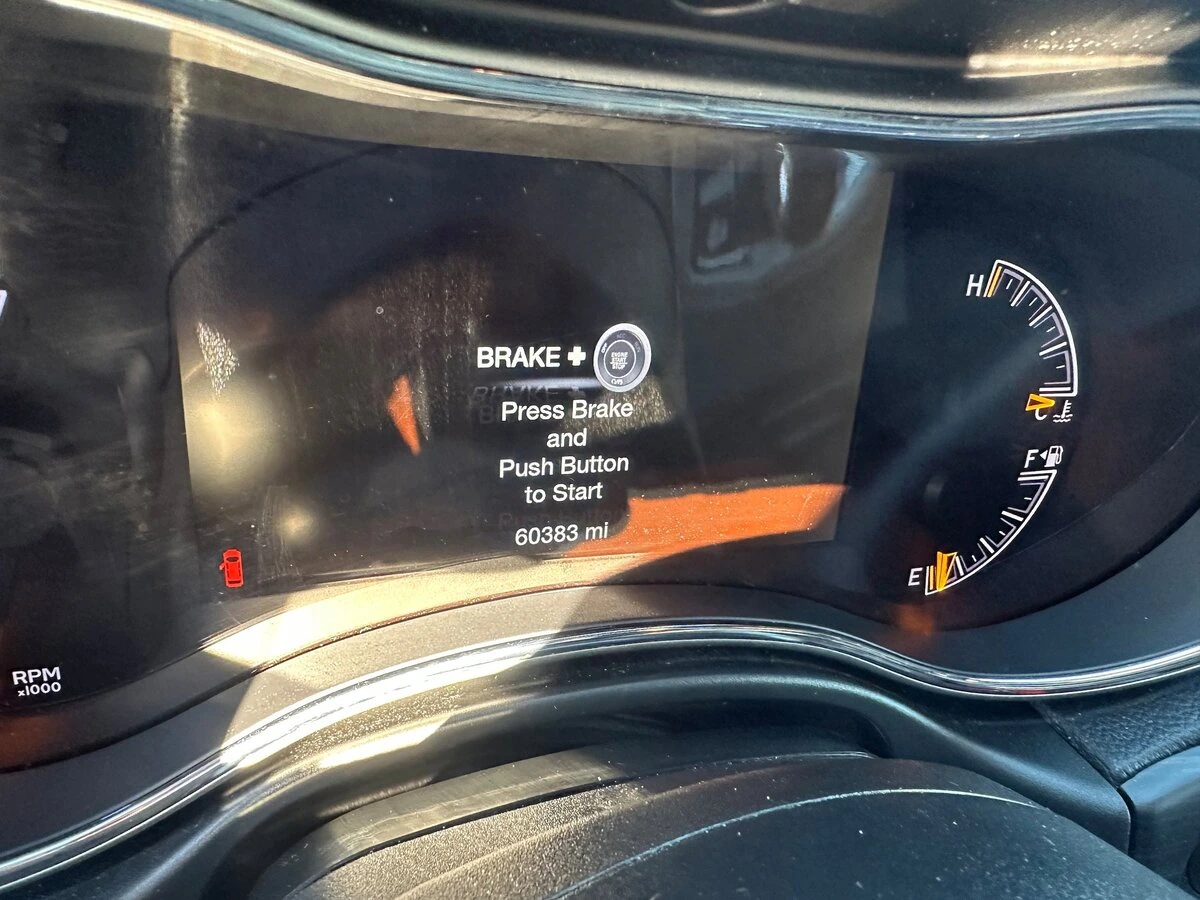 BRAKE +
ENGINE
START
STOP
Press Brake
and
Push Button
to Start
60383 mi
H
C
F
E
RPM
x1000